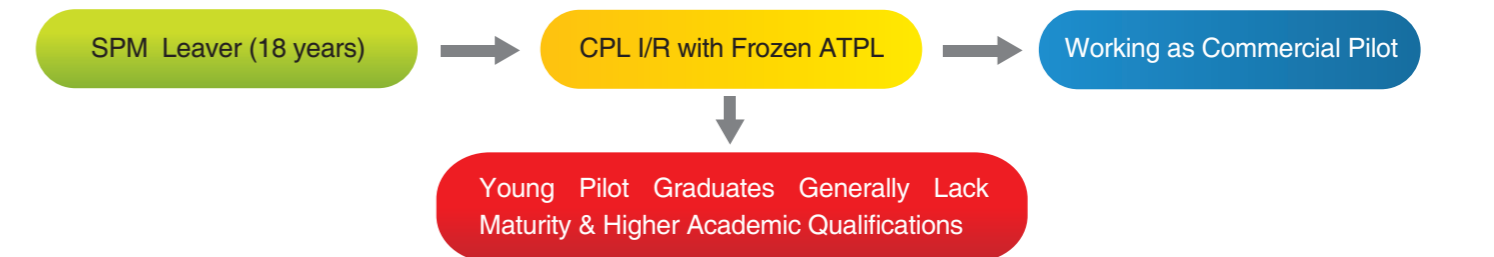 SPM Leaver (18 years)
CPL I/R with Frozen ATPL
Working as Commercial Pilot
Young Pilot Graduates Generally Lack
Maturity & Higher Academic Qualifications